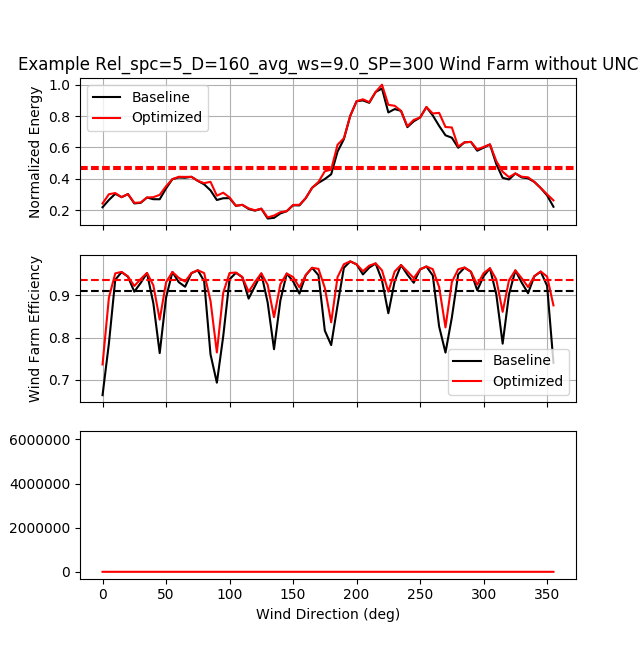 Example Rel_spc=5_D=160_avg_ws=9.0_SP=300 Wind Farm without UNC
Normalized Energy
1.0
0.8
0.6
0.4
0.2
Baseline
Optimized
Wind Farm Efficiency
0.9
0.8
0.7
Baseline
Optimized
6000000
4000000
2000000
0
0 50 100 150 200 250 300 350
Wind Direction (deg)